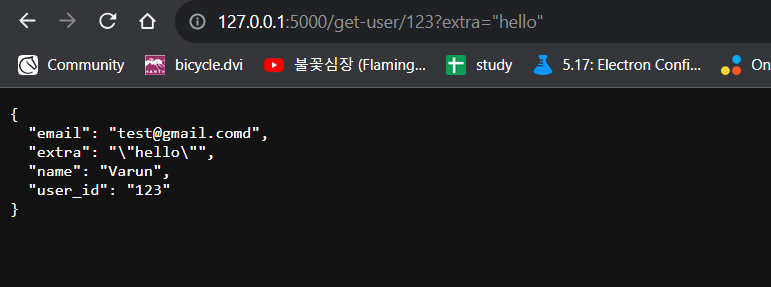 127.0.0.1:5000/get-user/123?extra="hello"
Community bicycle.dvi 불꽃심장 (Flaming... study 5.17: Electron Confi... On
{
"email": "test@gmail.comd",
"extra": "\"hello\"",
"name": "Varun",
"user_id": "123"
}